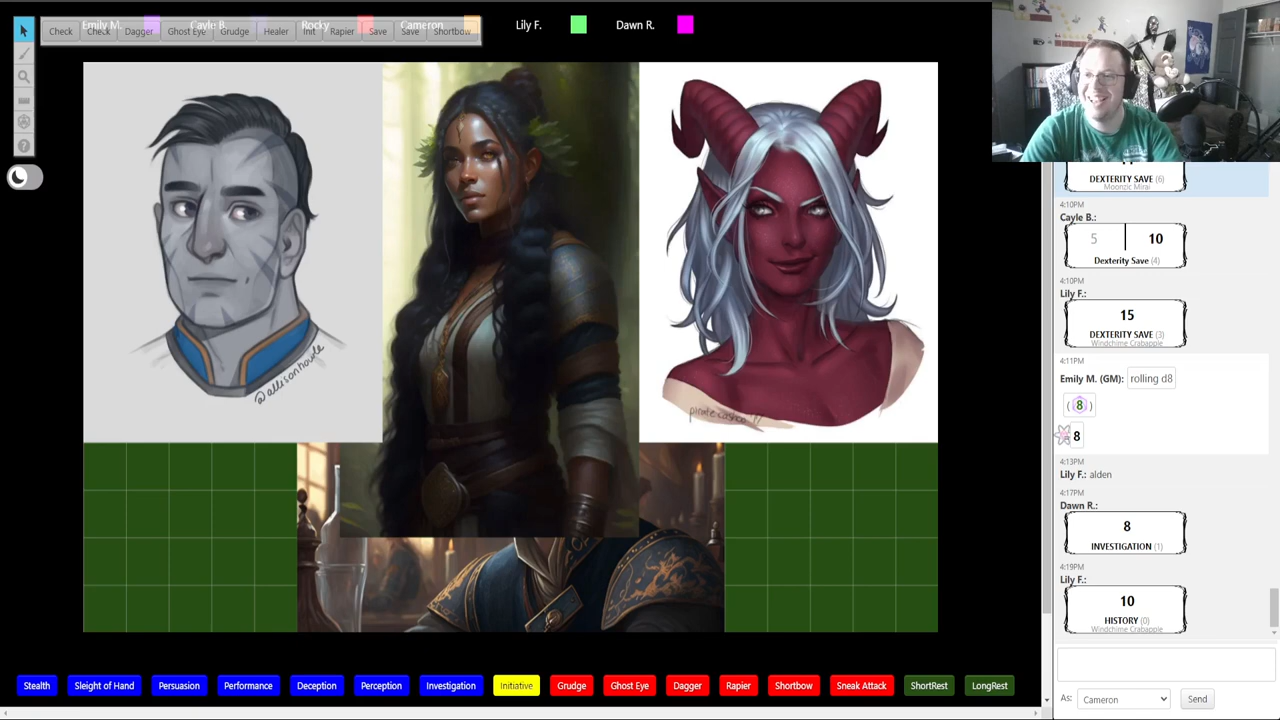 Emily M. Cayle B. Rocky Cameron Lily F. Dawn R.
Check Check Dagger Ghost Eye Grudge Healer Init Rapier Save Save Shortbow
@allisonhowle
DEXTERITY SAVE (6)
Moonzic Mirai
4:10PM
Cayle B.:
5 10
Dexterity Save (4)
4:10PM
Lily F.:
15
DEXTERITY SAVE (3)
Windchime Crabapple
4:11PM
Emily M. (GM): rolling d8
(8)
8
4:13PM
Lily F.: alden
4:17PM
Dawn R.:
8
INVESTIGATION (1)
4:19PM
Lily F.:
10
HISTORY (0)
Windchime Crabapple
As: Cameron Send
Stealth Sleight of Hand Persuasion Performance Deception Perception Investigation Initiative Grudge Ghost Eye Dagger Rapier Shortbow Sneak Attack ShortRest LongRest